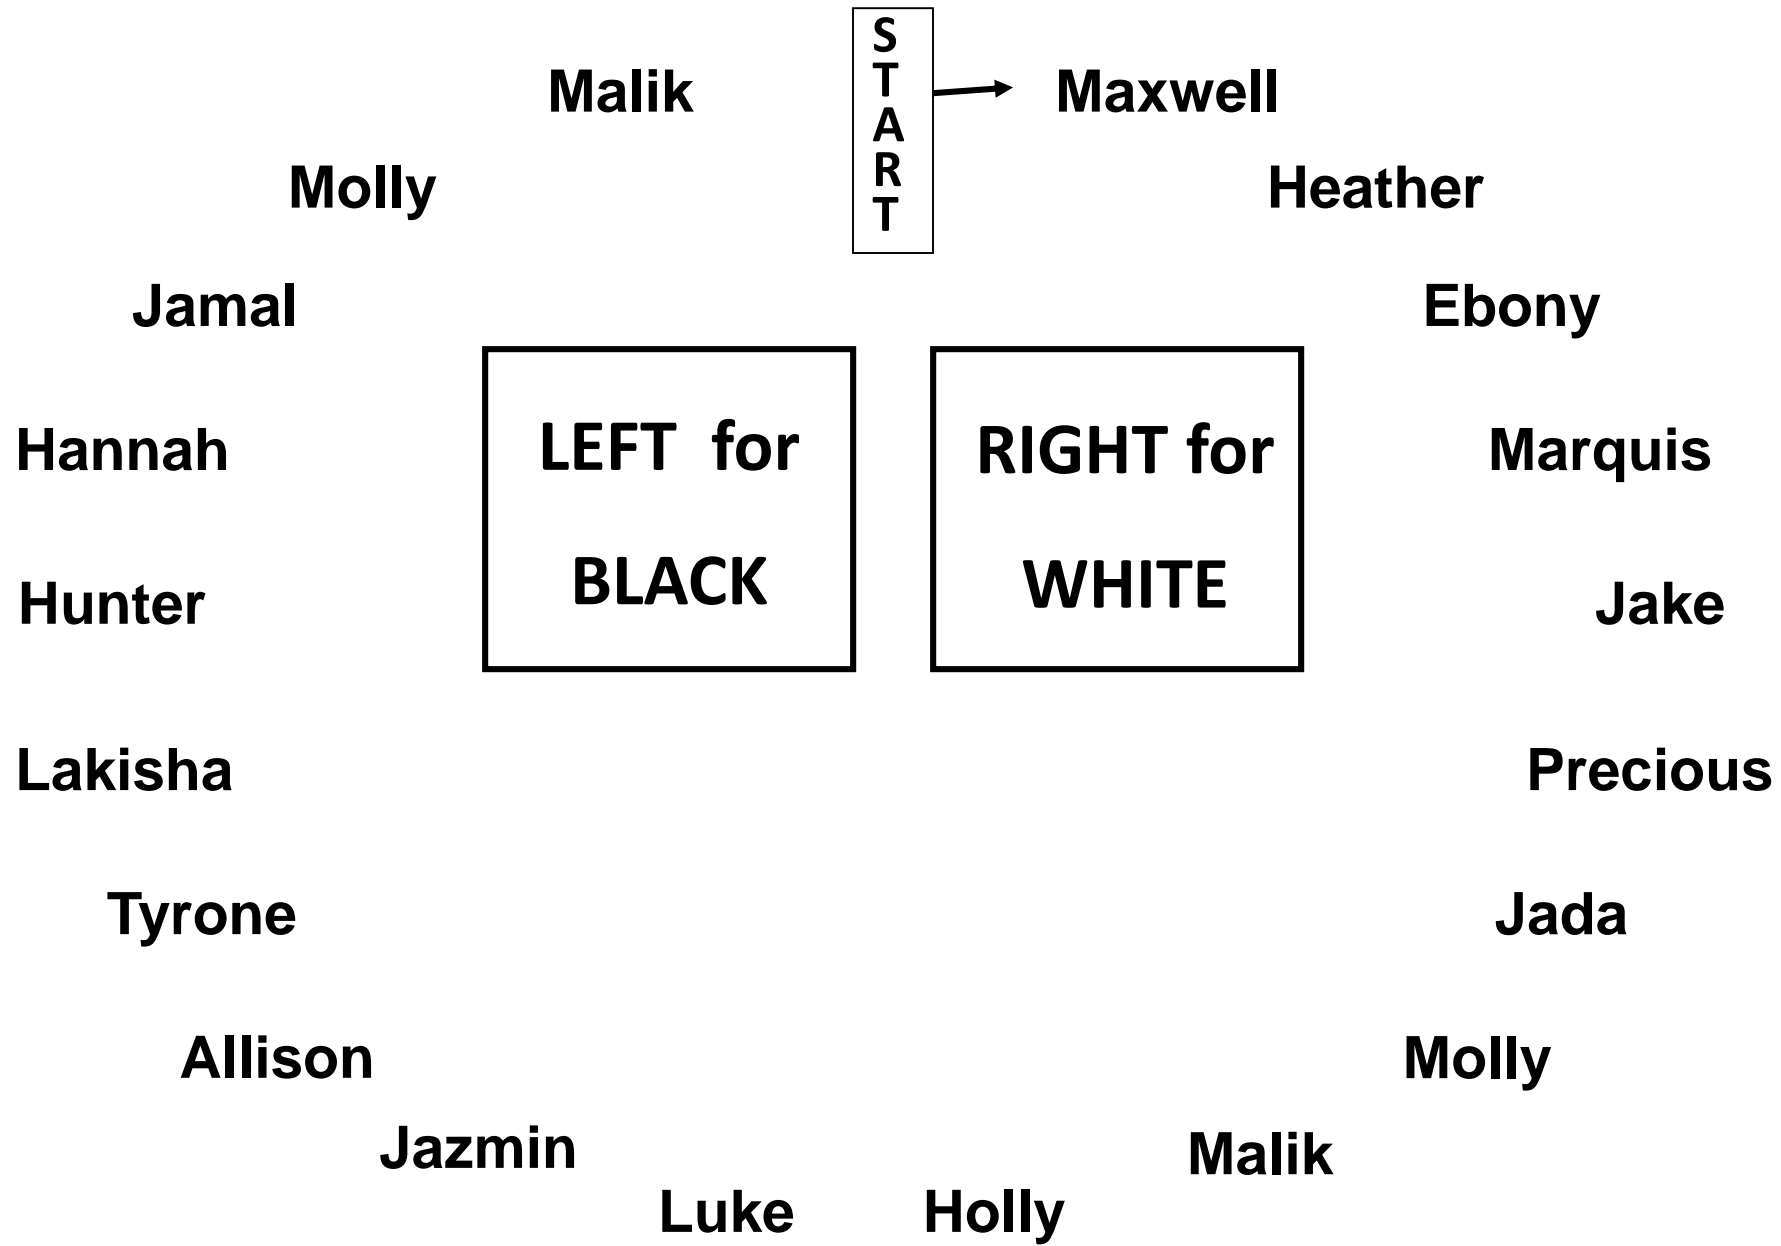 START
Malik
Maxwell
Molly
Heather
Jamal
Ebony
Hannah
LEFT for
RIGHT for
Marquis
Hunter
BLACK
WHITE
Jake
Lakisha
Precious
Tyrone
Jada
Allison
Molly
Jazmin
Malik
Luke
Holly